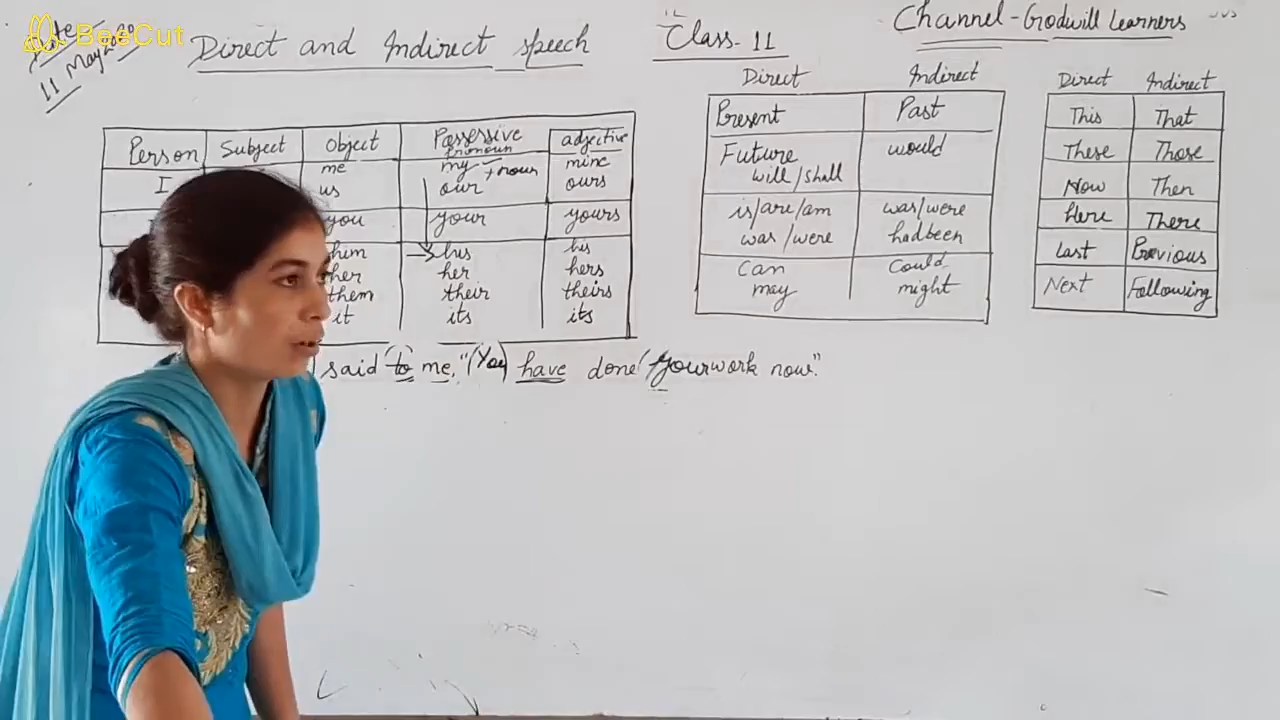 BeeCut
Date
11 May-20
Direct and Indirect speech
Class-11
Channel-Godwill Learners
Person Subject object Possessive pronoun adjective
I me my + noun mine
us our ours
you your yours
him his his
her her hers
them their theirs
it its its
said to me, "(You) have done your work now."
Direct Indirect
Present Past
Future would
will/shall
is/are/am was/were
was/were had been
Can Could
may might
Direct Indirect
This That
These Those
Now Then
Here There
Last Previous
Next Following